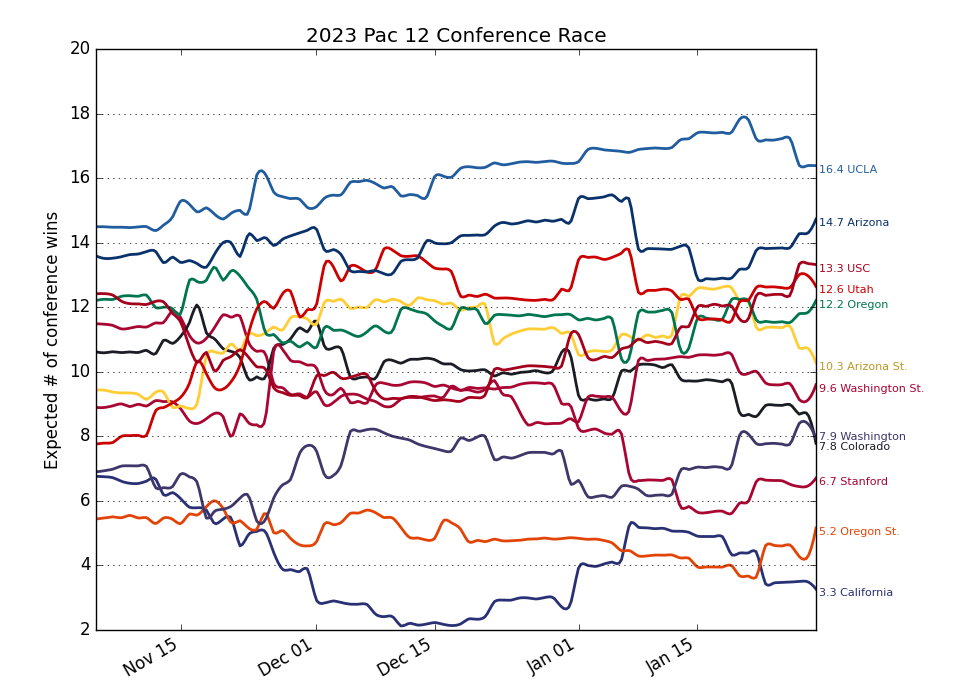 2023 Pac 12 Conference Race
Expected # of conference wins
20
18
16
14
12
10
8
6
4
2
Nov 15
Dec 01
Dec 15
Jan 01
Jan 15
16.4 UCLA
14.7 Arizona
13.3 USC
12.6 Utah
12.2 Oregon
10.3 Arizona St.
9.6 Washington St.
7.9 Washington
7.8 Colorado
6.7 Stanford
5.2 Oregon St.
3.3 California